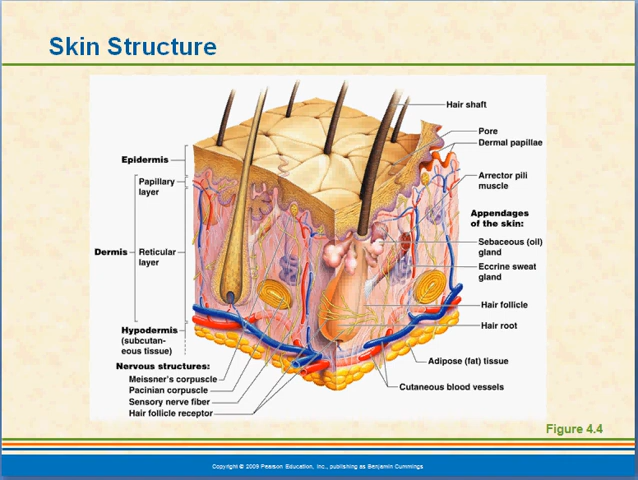 Skin Structure
Hair shaft
Pore
Dermal papillae
Epidermis
Papillary
layer
Arrector pili
muscle
Appendages
of the skin:
Dermis
Reticular
layer
Sebaceous (oil)
gland
Eccrine sweat
gland
Hair follicle
Hair root
Hypodermis
(subcutan-
eous tissue)
Nervous structures:
Meissner's corpuscle
Pacinian corpuscle
Sensory nerve fiber
Hair follicle receptor
Adipose (fat) tissue
Cutaneous blood vessels
Figure 4.4
Copyright © 2009 Pearson Education, Inc., publishing as Benjamin Cummings